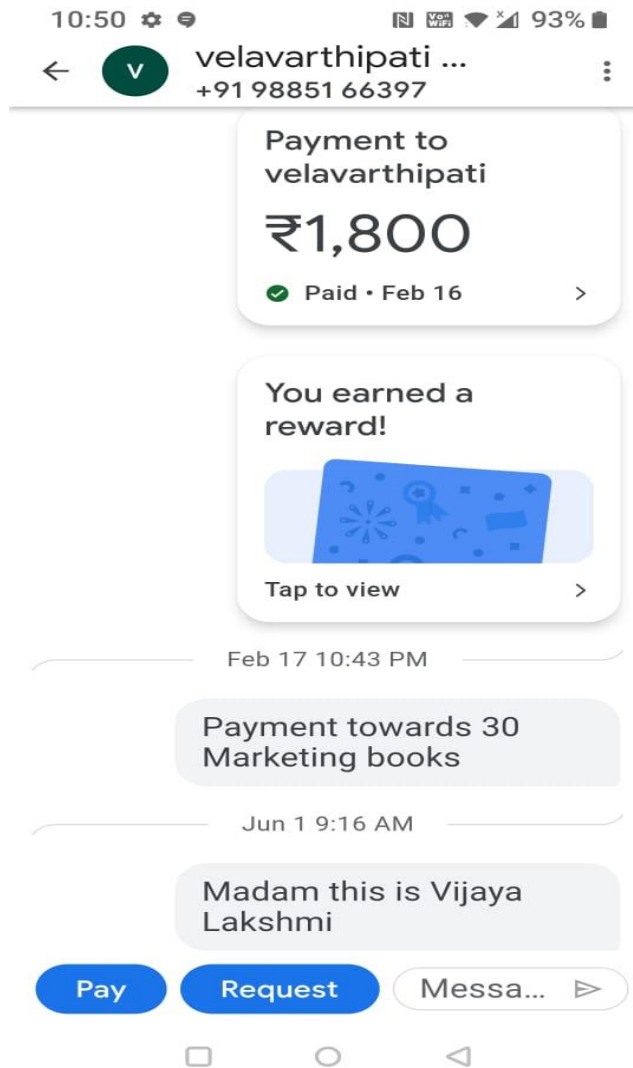 10:50 93%
velavarthipati ...
V
+91 98851 66397
Payment to
velavarthipati
₹1,800
Paid • Feb 16
You earned a
reward!
Tap to view
Feb 17 10:43 PM
Payment towards 30
Marketing books
Jun 1 9:16 AM
Madam this is Vijaya
Lakshmi
Pay Request Messa...